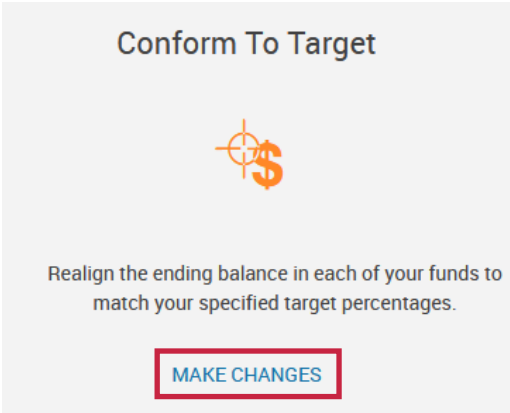 Conform To Target
$
Realign the ending balance in each of your funds to
match your specified target percentages.
MAKE CHANGES